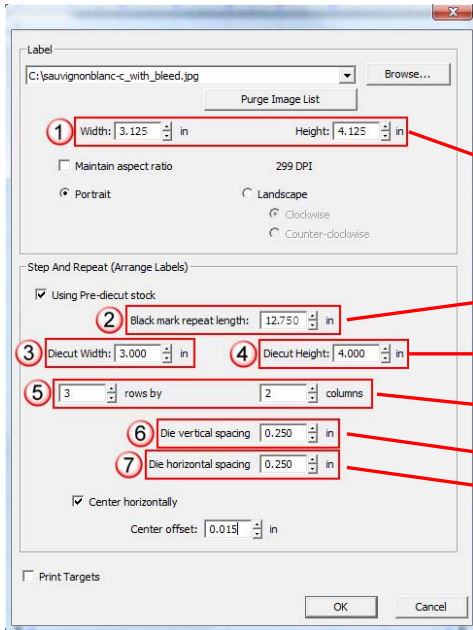 Label
C:\sauvignonblanc-c_with_bleed.jpg Browse...
Purge Image List
1 Width: 3.125 in Height: 4.125 in
Maintain aspect ratio 299 DPI
Portrait Landscape
Clockwise
Counter-clockwise
Step And Repeat (Arrange Labels)
Using Pre-diecut stock
2 Black mark repeat length: 12.750 in
3 Diecut Width: 3.000 in 4 Diecut Height: 4.000 in
5 3 rows by 2 columns
6 Die vertical spacing 0.250 in
7 Die horizontal spacing 0.250 in
Center horizontally
Center offset: 0.015 in
Print Targets
OK Cancel